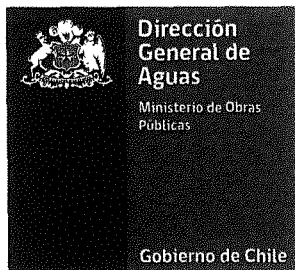 Dirección
General de
Aguas
Ministerio de Obras
Públicas
Gobierno de Chile